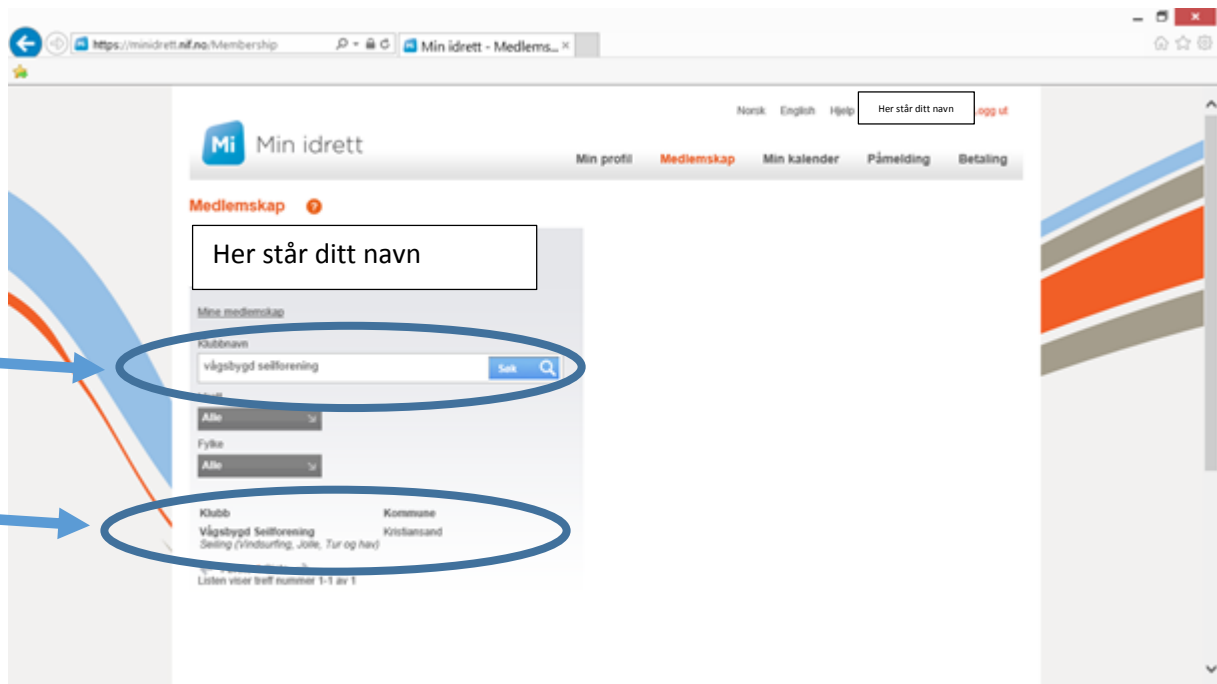 https://minidrett.nif.no/Membership
Min idrett - Medlems...
Norsk English Hjelp Her står ditt navn Logg ut
Mi Min idrett
Min profil Medlemskap Min kalender Påmelding Betaling
Medlemskap ?
Her står ditt navn
Mine medlemskap
Klubbnavn
vågsbygd seilforening Søk
Alle
Fylke
Alle
Klubb Kommune
Vågsbygd Seilforening Kristiansand
Seiling (Vindsurfing, Jolle, Tur og hav)
Listen viser treff nummer 1-1 av 1